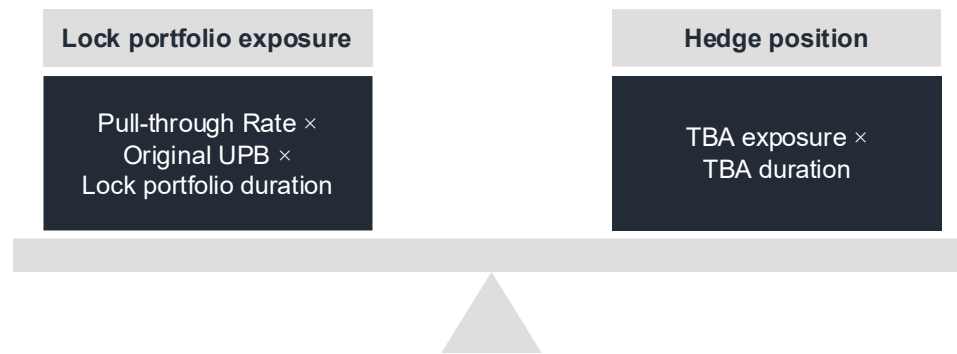 Lock portfolio exposure
Pull-through Rate ×
Original UPB ×
Lock portfolio duration
Hedge position
TBA exposure ×
TBA duration